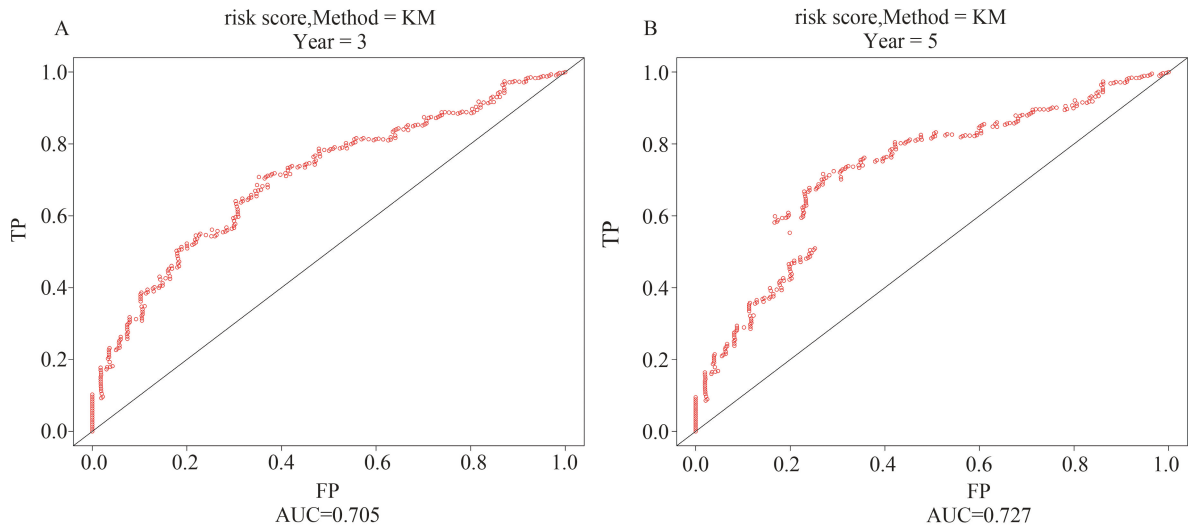 A
risk score,Method = KM
Year = 3
1.0
0.8
0.6
0.4
0.2
0.0
TP
0.0 0.2 0.4 0.6 0.8 1.0
FP
AUC=0.705
B
risk score,Method = KM
Year = 5
1.0
0.8
0.6
0.4
0.2
0.0
TP
0.0 0.2 0.4 0.6 0.8 1.0
FP
AUC=0.727